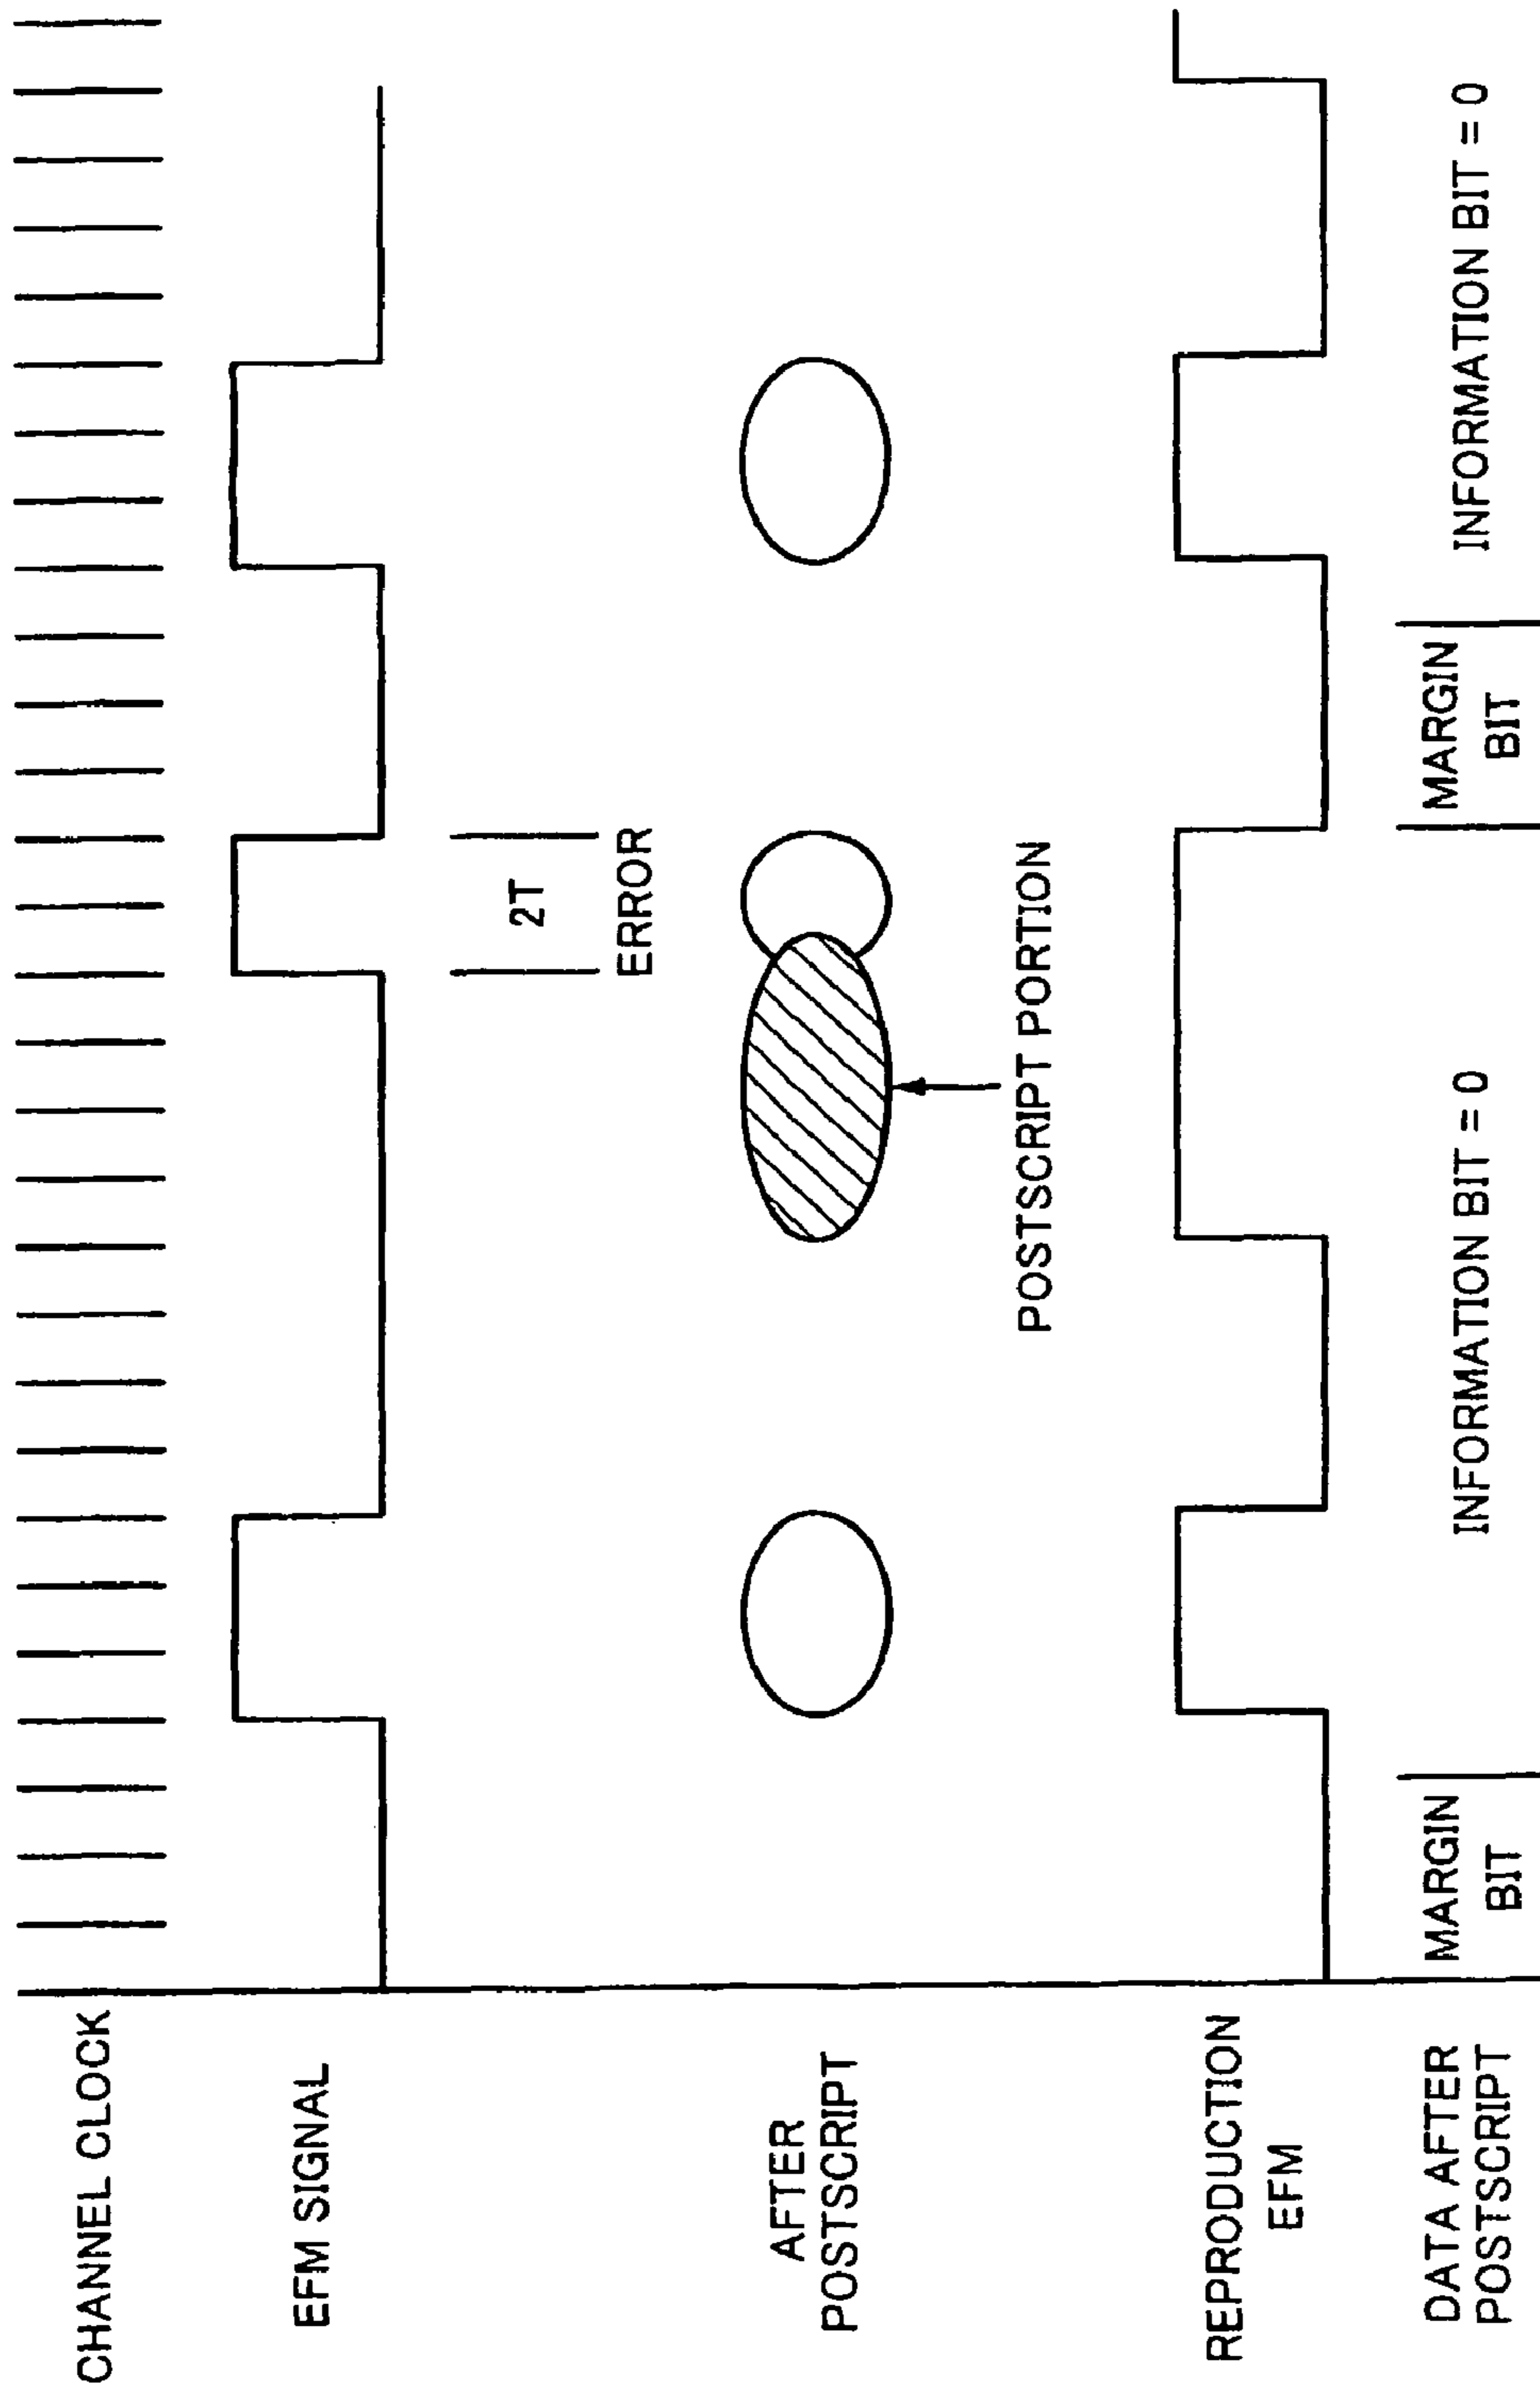 CHANNEL CLOCK
EFM SIGNAL
2T
ERROR
AFTER
POSTSCRIPT
POSTSCRIPT PORTION
REPRODUCTION
EFM
DATA AFTER
POSTSCRIPT
MARGIN
BIT
INFORMATION BIT = 0
MARGIN
BIT
INFORMATION BIT = 0